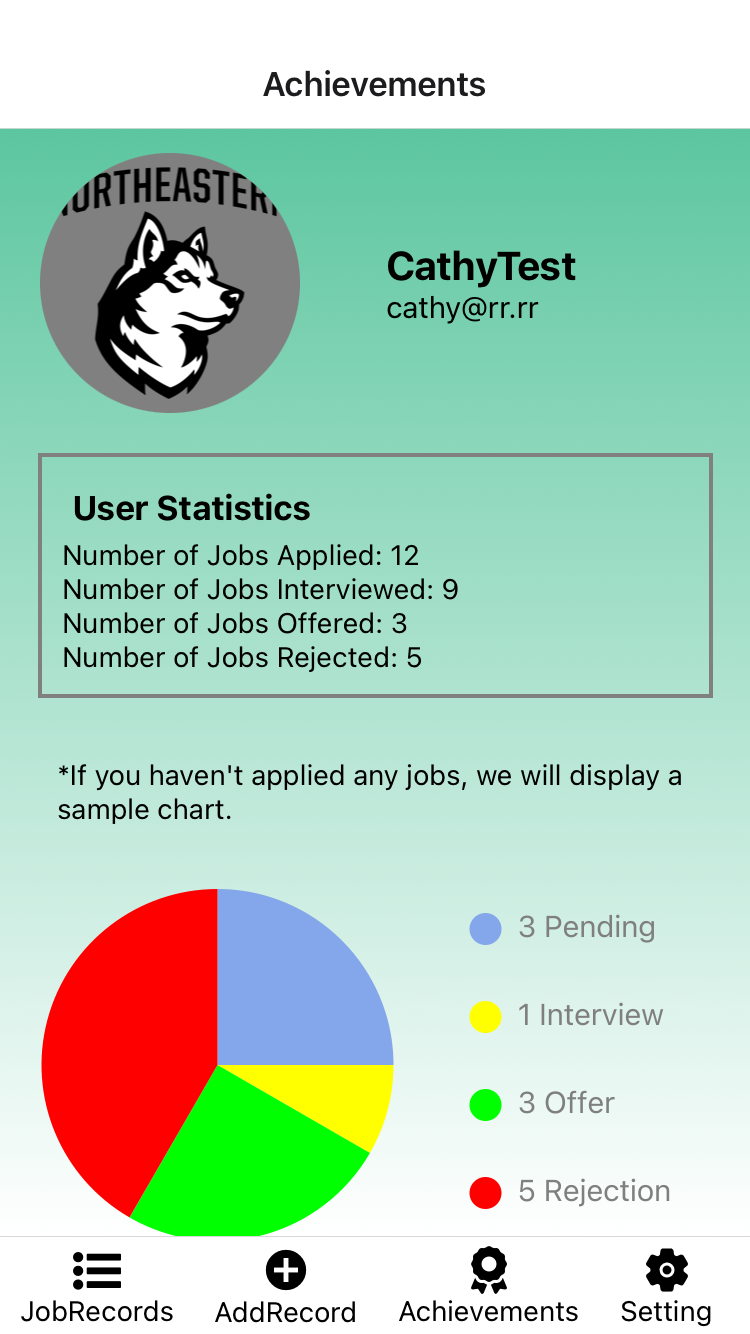 Achievements
NORTHEASTERN
CathyTest
cathy@rr.rr
User Statistics
Number of Jobs Applied: 12
Number of Jobs Interviewed: 9
Number of Jobs Offered: 3
Number of Jobs Rejected: 5
*If you haven't applied any jobs, we will display a
sample chart.
3 Pending
1 Interview
3 Offer
5 Rejection
JobRecords
AddRecord
Achievements
Setting